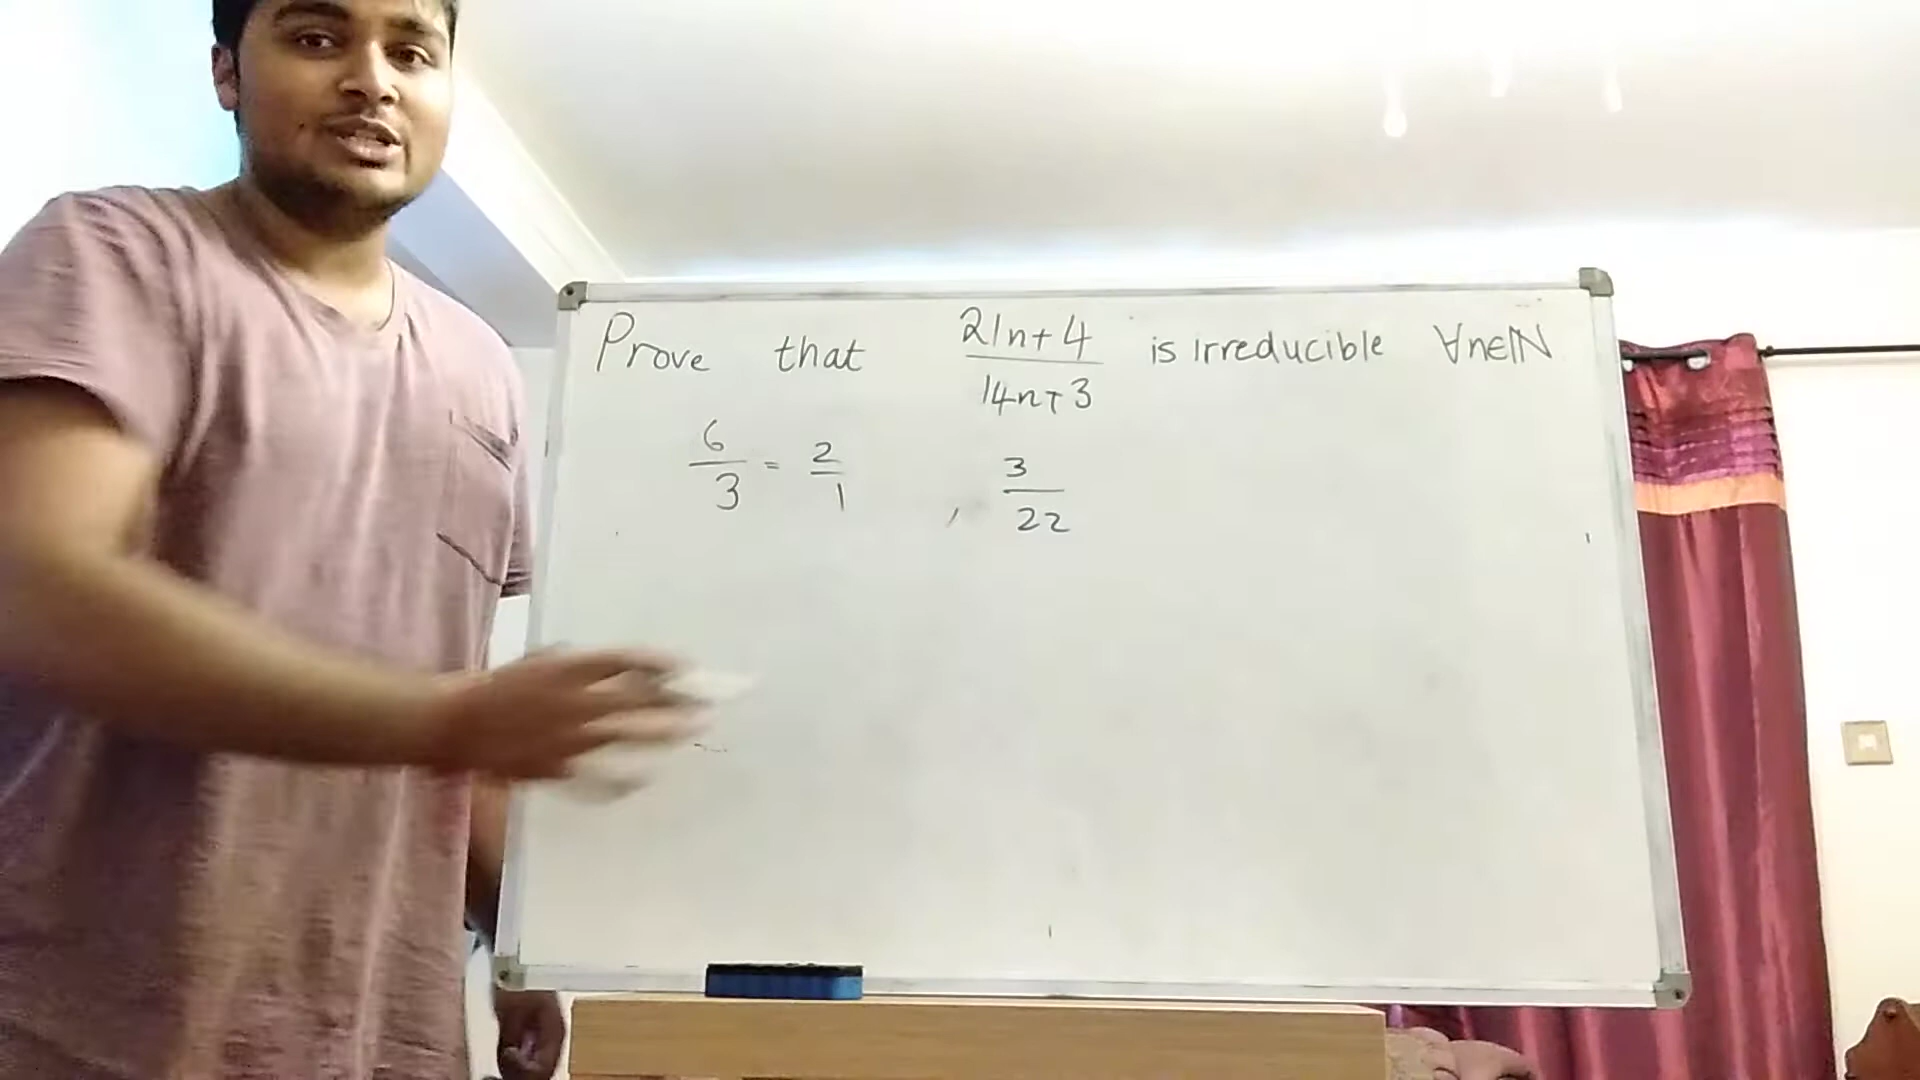 Prove that (21n+4)/(14n+3) is irreducible ∀n∈ℕ
6/3 = 2/1 , 3/22